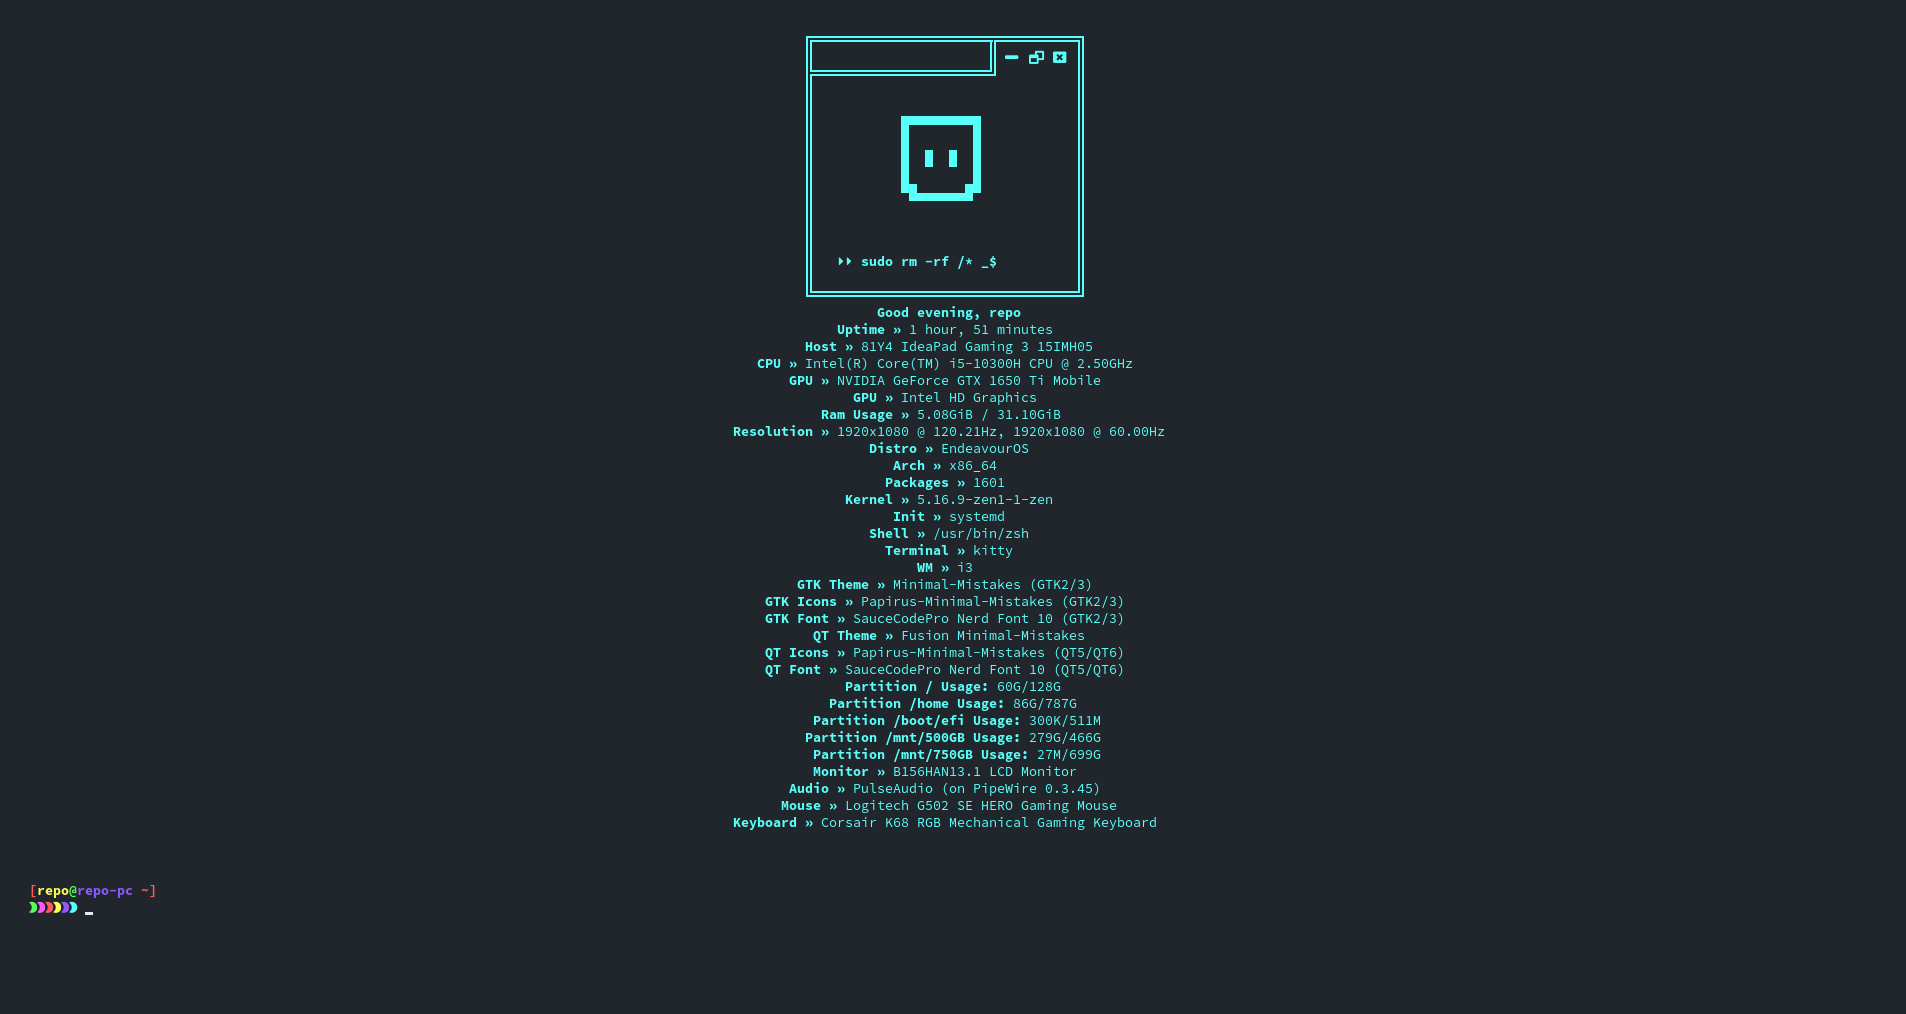 sudo rm -rf /* _$
Good evening, repo
Uptime » 1 hour, 51 minutes
Host » 81Y4 IdeaPad Gaming 3 15IMH05
CPU » Intel(R) Core(TM) i5-10300H CPU @ 2.50GHz
GPU » NVIDIA GeForce GTX 1650 Ti Mobile
GPU » Intel HD Graphics
Ram Usage » 5.08GiB / 31.10GiB
Resolution » 1920x1080 @ 120.21Hz, 1920x1080 @ 60.00Hz
Distro » EndeavourOS
Arch » x86_64
Packages » 1601
Kernel » 5.16.9-zen1-1-zen
Init » systemd
Shell » /usr/bin/zsh
Terminal » kitty
WM » i3
GTK Theme » Minimal-Mistakes (GTK2/3)
GTK Icons » Papirus-Minimal-Mistakes (GTK2/3)
GTK Font » SauceCodePro Nerd Font 10 (GTK2/3)
QT Theme » Fusion Minimal-Mistakes
QT Icons » Papirus-Minimal-Mistakes (QT5/QT6)
QT Font » SauceCodePro Nerd Font 10 (QT5/QT6)
Partition / Usage: 60G/128G
Partition /home Usage: 86G/787G
Partition /boot/efi Usage: 300K/511M
Partition /mnt/500GB Usage: 279G/466G
Partition /mnt/750GB Usage: 27M/699G
Monitor » B156HAN13.1 LCD Monitor
Audio » PulseAudio (on PipeWire 0.3.45)
Mouse » Logitech G502 SE HERO Gaming Mouse
Keyboard » Corsair K68 RGB Mechanical Gaming Keyboard
[repo@repo-pc ~]